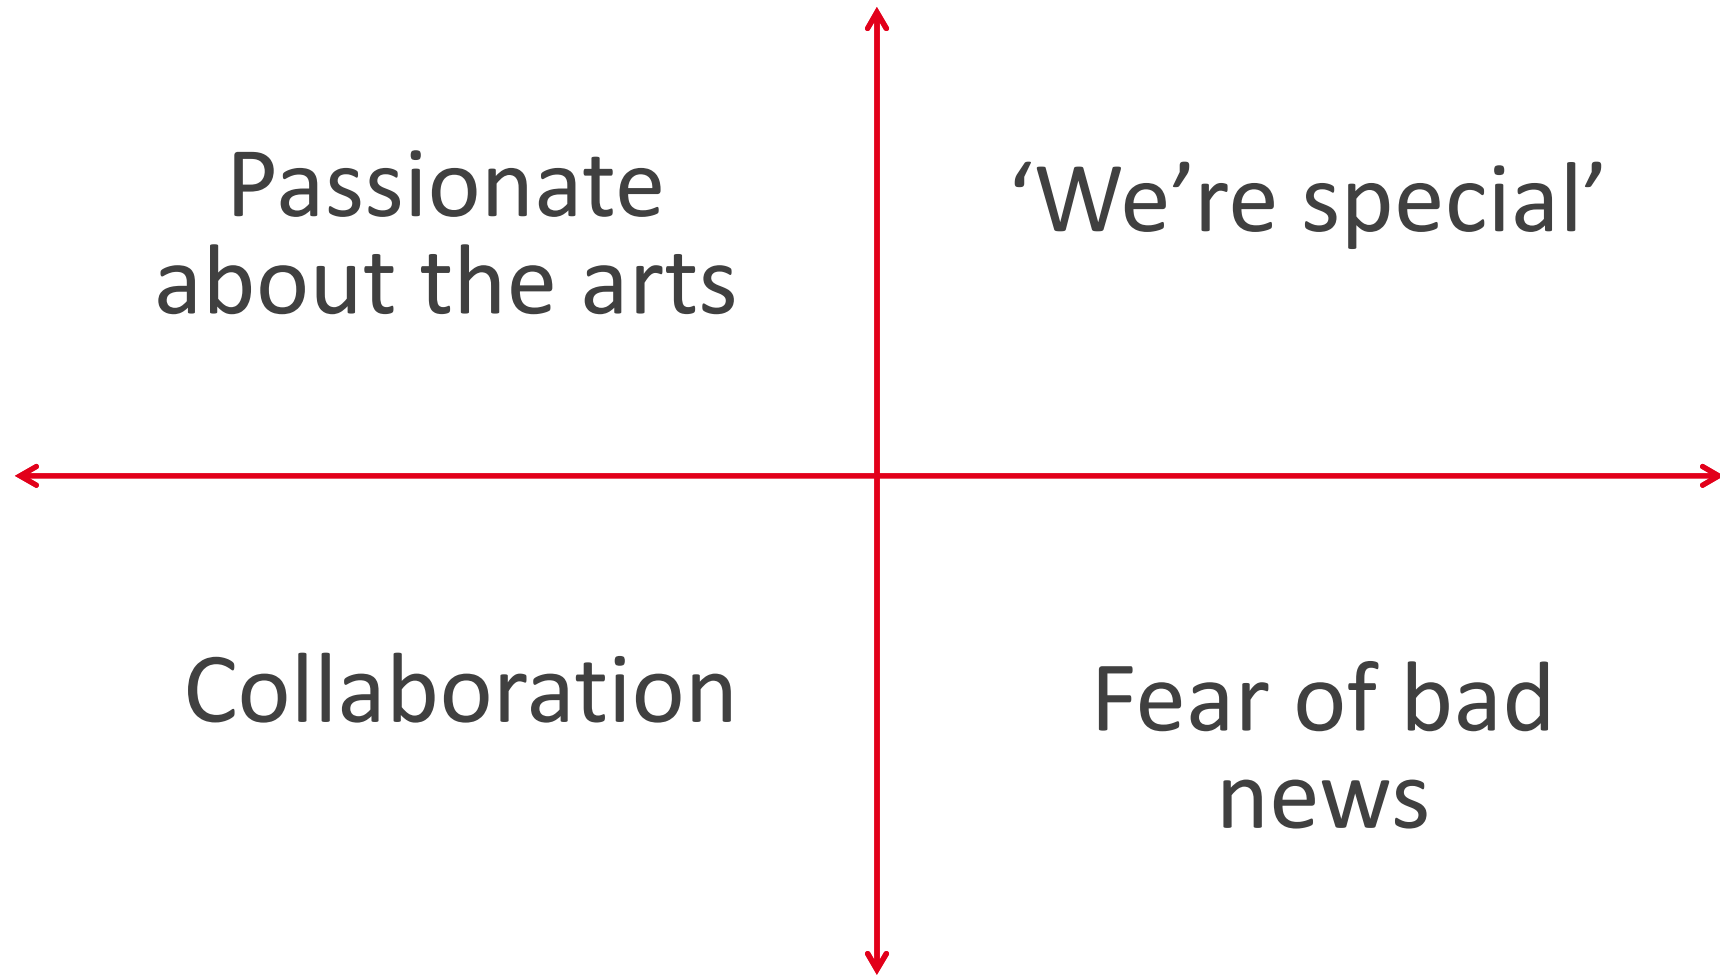 Passionate
about the arts
‘We’re special’
Collaboration
Fear of bad
news